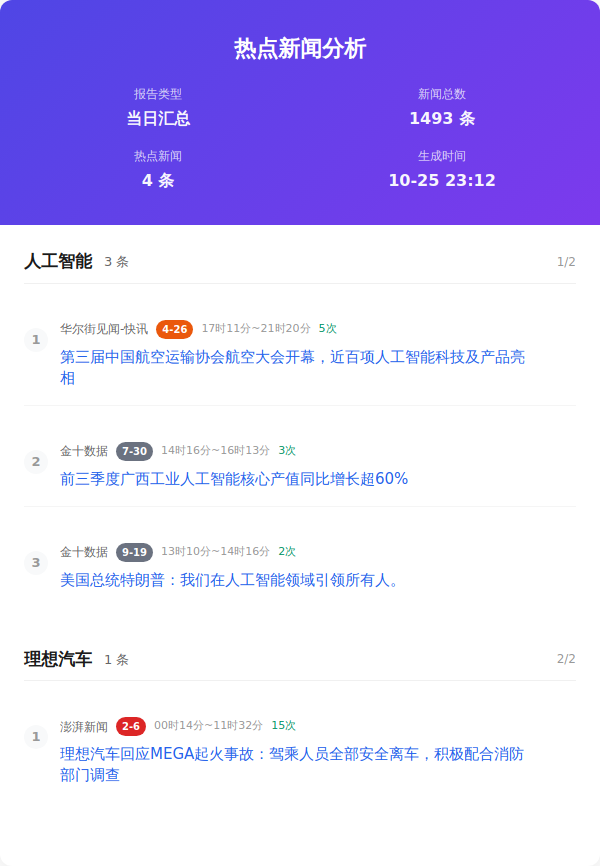 热点新闻分析
报告类型
新闻总数
当日汇总
1493 条
热点新闻
生成时间
4 条
10-25 23:12
人工智能 3 条 1/2
1 华尔街见闻-快讯 4-26 17时11分~21时20分 5次
第三届中国航空运输协会航空大会开幕，近百项人工智能科技及产品亮
相
2 金十数据 7-30 14时16分~16时13分 3次
前三季度广西工业人工智能核心产值同比增长超60%
3 金十数据 9-19 13时10分~14时16分 2次
美国总统特朗普：我们在人工智能领域引领所有人。
理想汽车 1 条 2/2
1 澎湃新闻 2-6 00时14分~11时32分 15次
理想汽车回应MEGA起火事故：驾乘人员全部安全离车，积极配合消防
部门调查